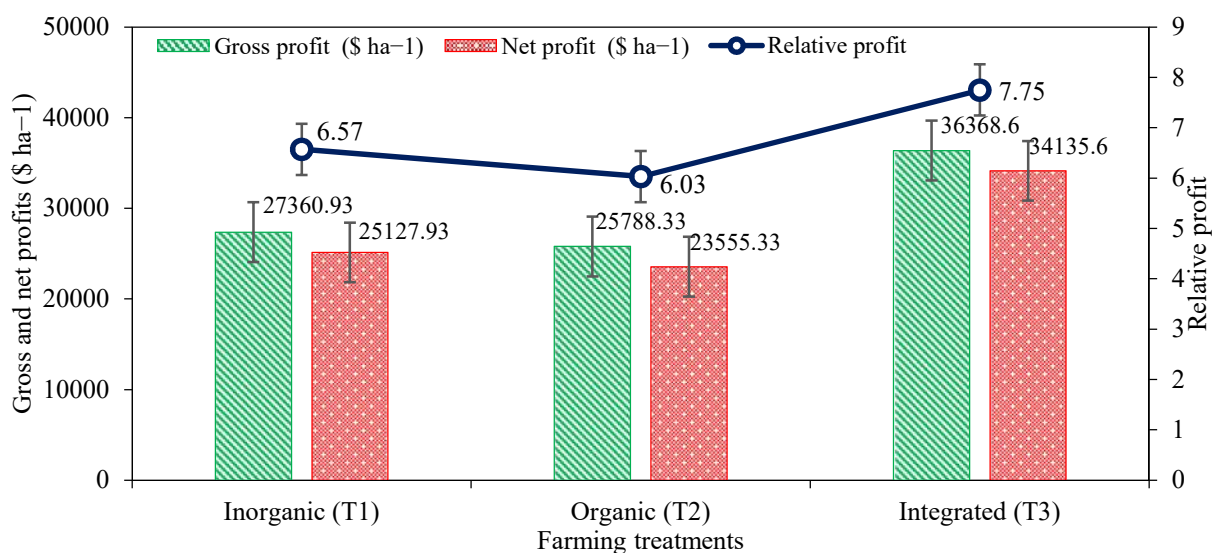 Gross and net profits ($ ha−1)
50000
40000
30000
20000
10000
0
Gross profit ($ ha−1)
Net profit ($ ha−1)
Relative profit
6.57
6.03
7.75
27360.93
25127.93
25788.33
23555.33
36368.6
34135.6
9
8
7
6
5
4
3
2
1
0
Relative profit
Inorganic (T1)
Organic (T2)
Integrated (T3)
Farming treatments